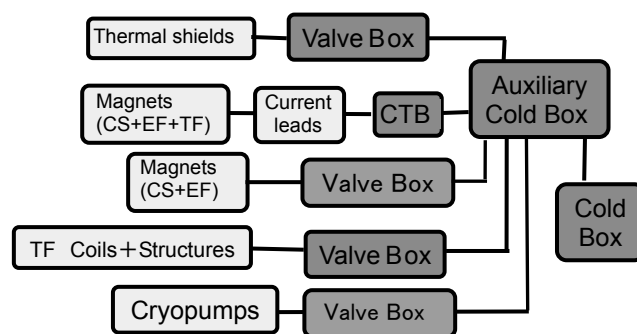 Thermal shields
Valve Box
Auxiliary
Cold Box
Magnets
(CS+EF+TF)
Current
leads
CTB
Magnets
(CS+EF)
Valve Box
Cold
Box
TF Coils＋Structures
Valve Box
Cryopumps
Valve Box